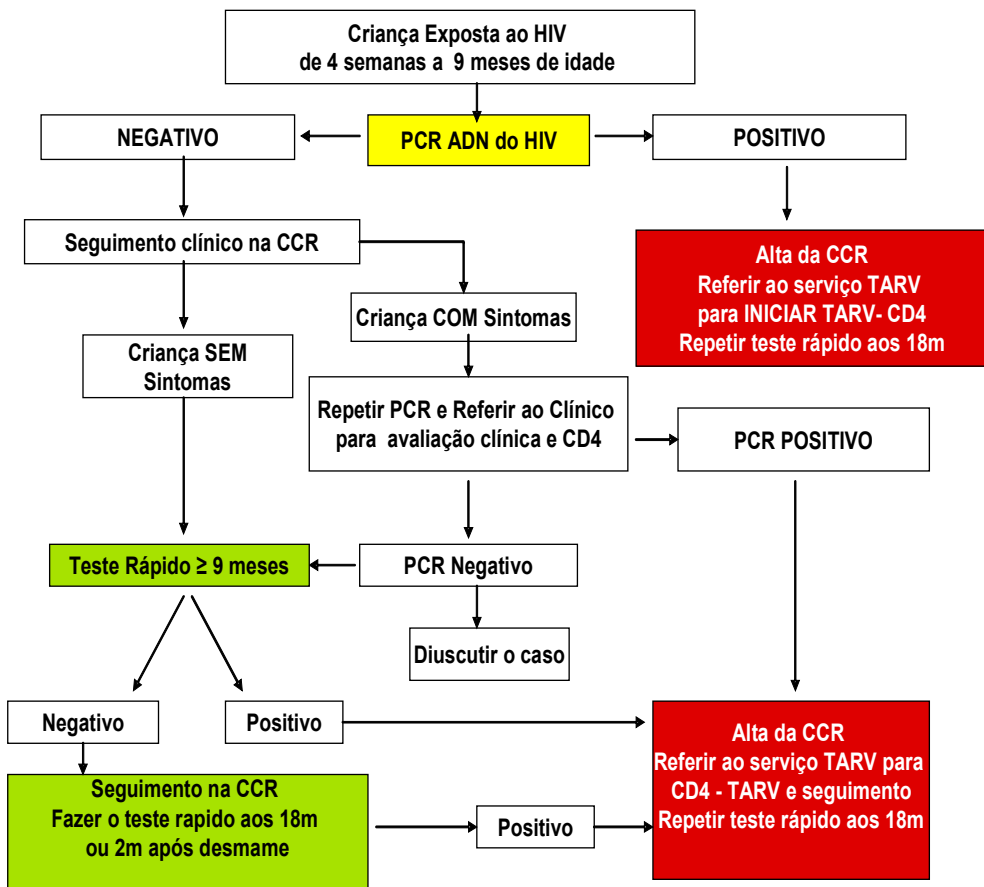 Criança Exposta ao HIV
de 4 semanas a 9 meses de idade
NEGATIVO
PCR ADN do HIV
POSITIVO
Seguimento clínico na CCR
Alta da CCR
Referir ao serviço TARV
para INICIAR TARV- CD4
Repetir teste rápido aos 18m
Criança COM Sintomas
Criança SEM
Sintomas
Repetir PCR e Referir ao Clínico
para avaliação clínica e CD4
PCR POSITIVO
Teste Rápido ≥ 9 meses
PCR Negativo
Diuscutir o caso
Negativo
Positivo
Alta da CCR
Referir ao serviço TARV para
CD4 - TARV e seguimento
Repetir teste rápido aos 18m
Seguimento na CCR
Fazer o teste rapido aos 18m
ou 2m após desmame
Positivo